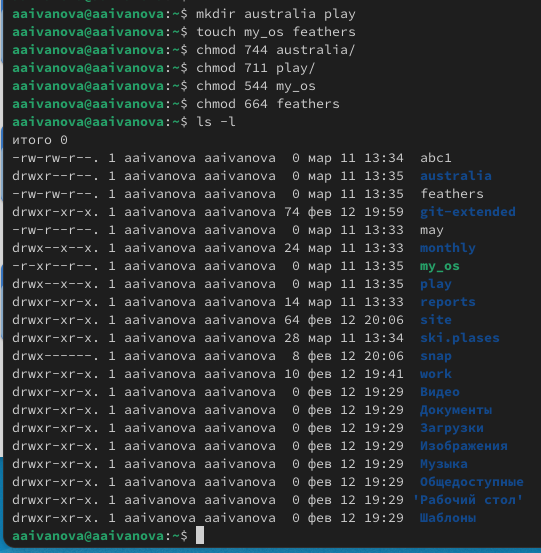 aaivanova@aaivanova:~$ mkdir australia play
aaivanova@aaivanova:~$ touch my_os feathers
aaivanova@aaivanova:~$ chmod 744 australia/
aaivanova@aaivanova:~$ chmod 711 play/
aaivanova@aaivanova:~$ chmod 544 my_os
aaivanova@aaivanova:~$ chmod 664 feathers
aaivanova@aaivanova:~$ ls -l
итого 0
-rw-rw-r--. 1 aaivanova aaivanova  0 мар 11 13:34  abc1
drwxr--r--. 1 aaivanova aaivanova  0 мар 11 13:35  australia
-rw-rw-r--. 1 aaivanova aaivanova  0 мар 11 13:35  feathers
drwxr-xr-x. 1 aaivanova aaivanova 74 фев 12 19:59  git-extended
-rw-r--r--. 1 aaivanova aaivanova  0 мар 11 13:33  may
drwx--x--x. 1 aaivanova aaivanova 24 мар 11 13:33  monthly
-r-xr--r--. 1 aaivanova aaivanova  0 мар 11 13:35  my_os
drwx--x--x. 1 aaivanova aaivanova  0 мар 11 13:35  play
drwxr-xr-x. 1 aaivanova aaivanova 14 мар 11 13:33  reports
drwxr-xr-x. 1 aaivanova aaivanova 64 фев 12 20:06  site
drwxr-xr-x. 1 aaivanova aaivanova 28 мар 11 13:34  ski.plases
drwx------. 1 aaivanova aaivanova  8 фев 12 20:06  snap
drwxr-xr-x. 1 aaivanova aaivanova 10 фев 12 19:41  work
drwxr-xr-x. 1 aaivanova aaivanova  0 фев 12 19:29  Видео
drwxr-xr-x. 1 aaivanova aaivanova  0 фев 12 19:29  Документы
drwxr-xr-x. 1 aaivanova aaivanova  0 фев 12 19:29  Загрузки
drwxr-xr-x. 1 aaivanova aaivanova  0 фев 12 19:29  Изображения
drwxr-xr-x. 1 aaivanova aaivanova  0 фев 12 19:29  Музыка
drwxr-xr-x. 1 aaivanova aaivanova  0 фев 12 19:29  Общедоступные
drwxr-xr-x. 1 aaivanova aaivanova  0 фев 12 19:29 'Рабочий стол'
drwxr-xr-x. 1 aaivanova aaivanova  0 фев 12 19:29  Шаблоны
aaivanova@aaivanova:~$